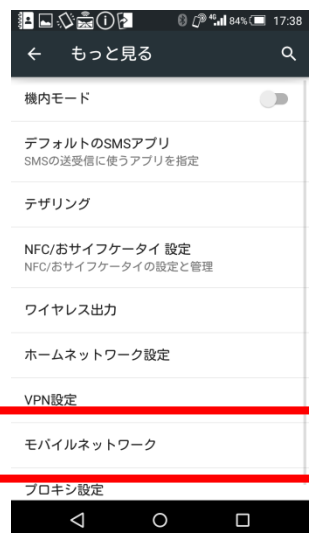 84% 17:38
もっと見る
機内モード
デフォルトのSMSアプリ
SMSの送受信に使うアプリを指定
テザリング
NFC/おサイフケータイ 設定
NFC/おサイフケータイの設定と管理
ワイヤレス出力
ホームネットワーク設定
VPN設定
モバイルネットワーク
プロキシ設定